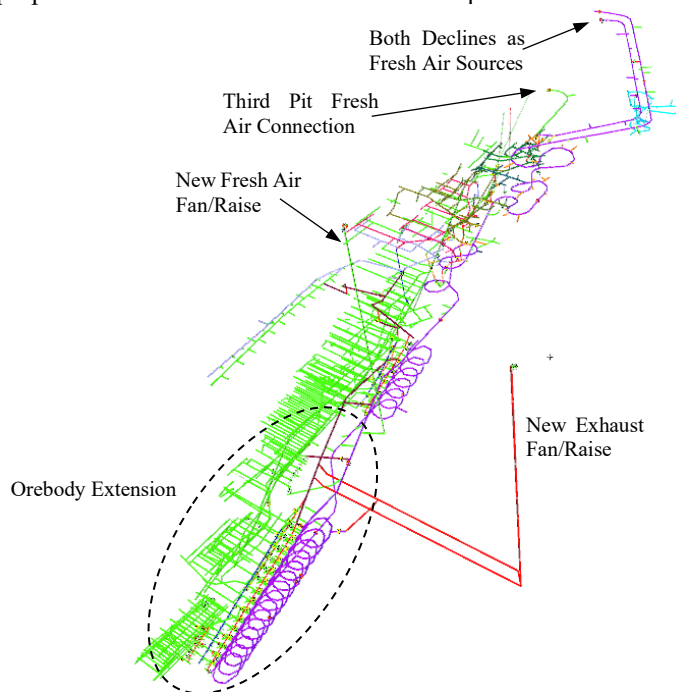 Both Declines as
Fresh Air Sources
Third Pit Fresh
Air Connection
New Fresh Air
Fan/Raise
New Exhaust
Fan/Raise
Orebody Extension